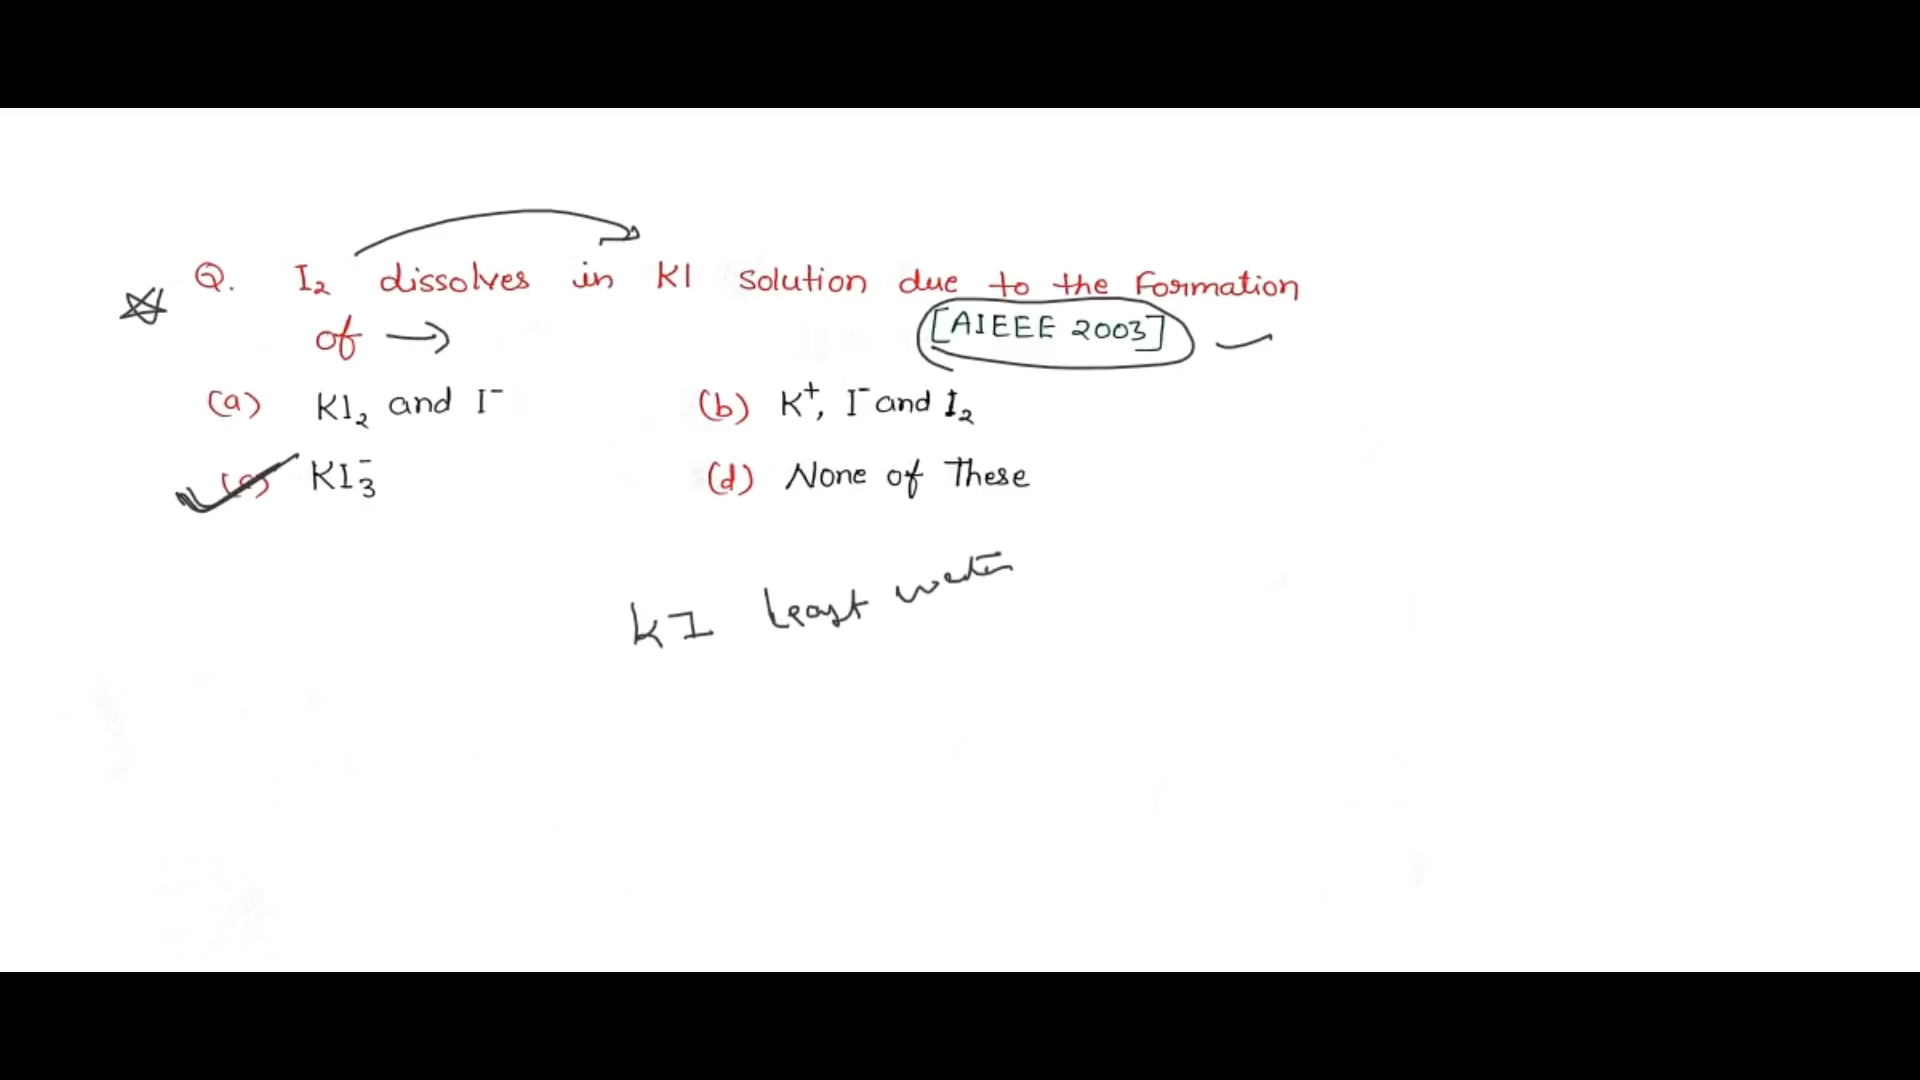 Q. I₂ dissolves in KI solution due to the Formation
of → [AIEEE 2003]
(a) KI₂ and I⁻ (b) K⁺, I⁻ and I₂
(c) KI₃⁻ (d) None of These
KI least water